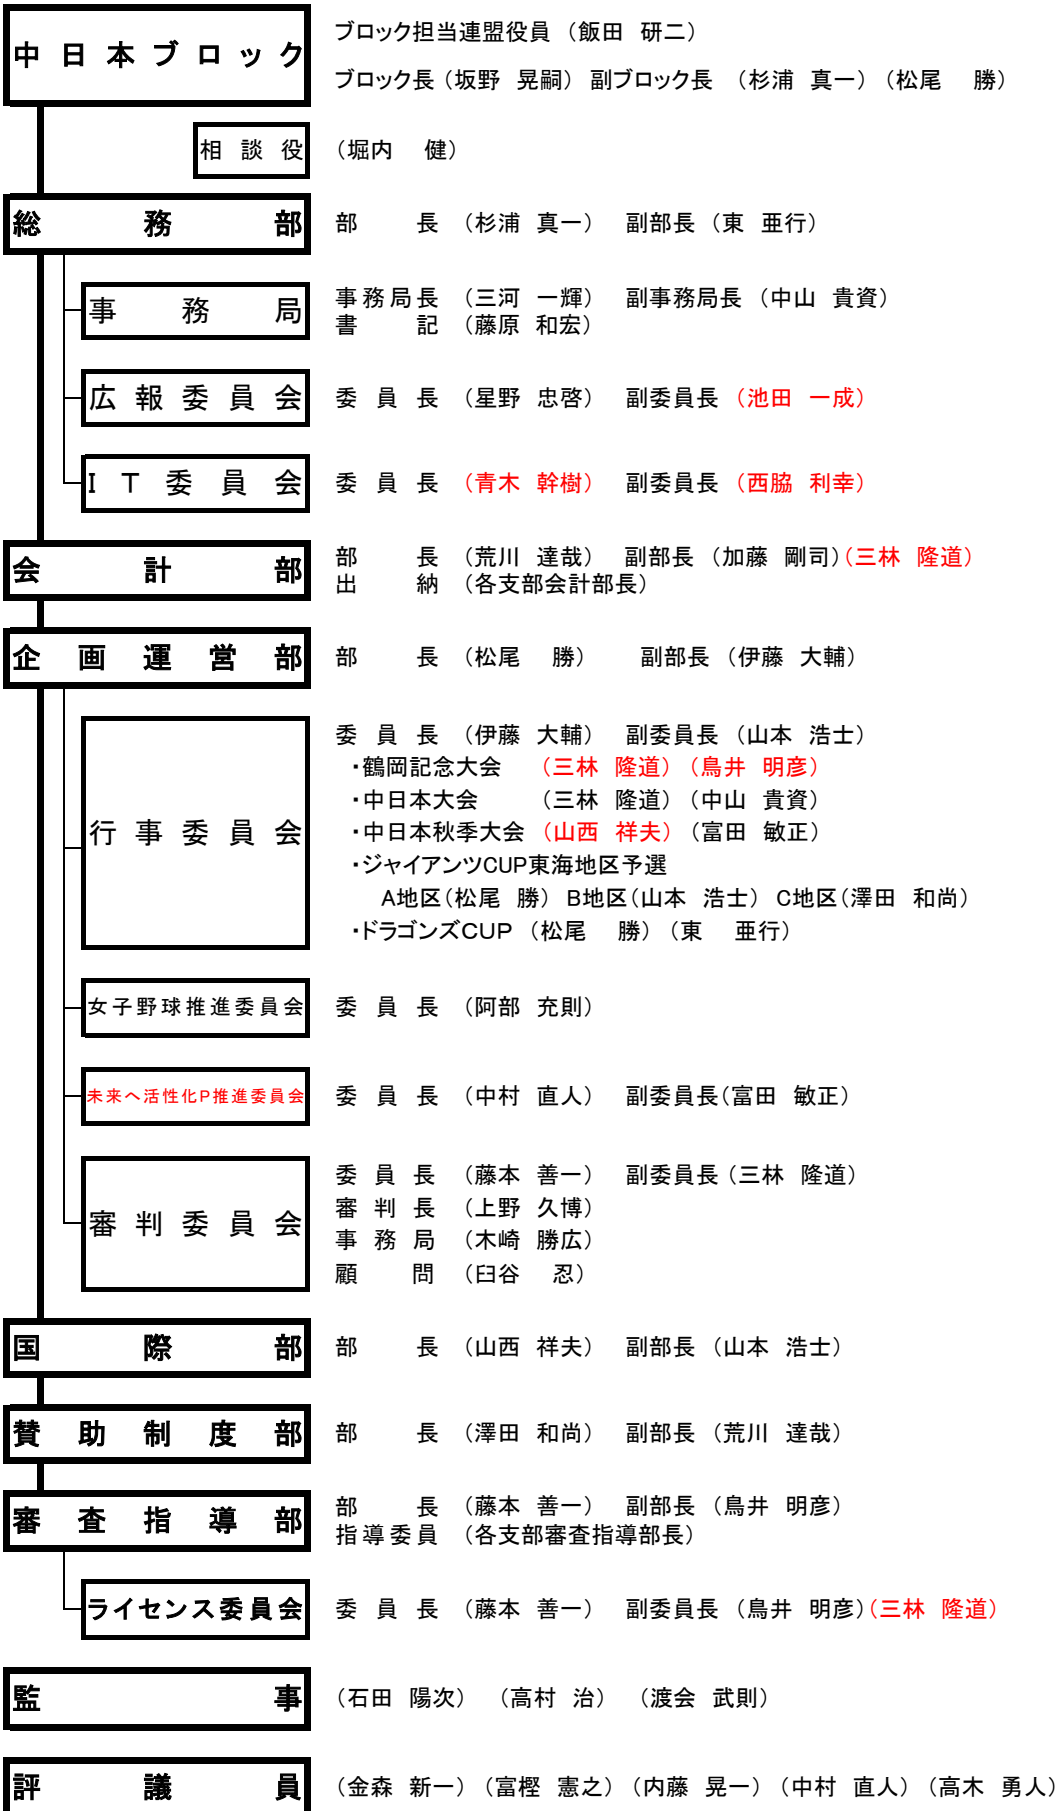 中日本ブロック
ブロック担当連盟役員 （飯田 研二）
ブロック長（坂野 晃嗣） 副ブロック長 （杉浦 真一）（松尾 勝）
相談役 （堀内 健）
総務部 部長 （杉浦 真一） 副部長 （東 亜行）
事務局 事務局長 （三河 一輝） 副事務局長 （中山 貴資）
書記 （藤原 和宏）
広報委員会 委員長 （星野 忠啓） 副委員長 （池田 一成）
IT委員会 委員長 （青木 幹樹） 副委員長 （西脇 利幸）
会計部 部長 （荒川 達哉） 副部長 （加藤 剛司）（三林 隆道）
出納 （各支部会計部長）
企画運営部 部長 （松尾 勝） 副部長 （伊藤 大輔）
行事委員会 委員長 （伊藤 大輔） 副委員長 （山本 浩士）
・鶴岡記念大会 （三林 隆道）（鳥井 明彦）
・中日本大会 （三林 隆道）（中山 貴資）
・中日本秋季大会 （山西 祥夫）（富田 敏正）
・ジャイアンツCUP東海地区予選
A地区（松尾 勝） B地区（山本 浩士） C地区（澤田 和尚）
・ドラゴンズCUP （松尾 勝）（東 亜行）
女子野球推進委員会 委員長 （阿部 充則）
未来へ活性化P推進委員会 委員長 （中村 直人） 副委員長（富田 敏正）
審判委員会 委員長 （藤本 善一） 副委員長（三林 隆道）
審判長 （上野 久博）
事務局 （木崎 勝広）
顧問 （臼谷 忍）
国際部 部長 （山西 祥夫） 副部長 （山本 浩士）
賛助制度部 部長 （澤田 和尚） 副部長 （荒川 達哉）
審査指導部 部長 （藤本 善一） 副部長 （鳥井 明彦）
指導委員 （各支部審査指導部長）
ライセンス委員会 委員長 （藤本 善一） 副委員長 （鳥井 明彦）（三林 隆道）
監事 （石田 陽次） （高村 治） （渡会 武則）
評議員 （金森 新一）（富樫 憲之）（内藤 晃一）（中村 直人）（高木 勇人）